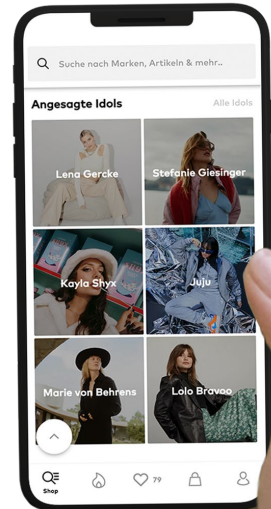 Suche nach Marken, Artikeln & mehr..
Angesagte Idols
Alle Idols
Lena Gercke
Stefanie Giesinger
Kayla Shyx
Juju
Marie von Behrens
Lolo Bravoo
79
Shop